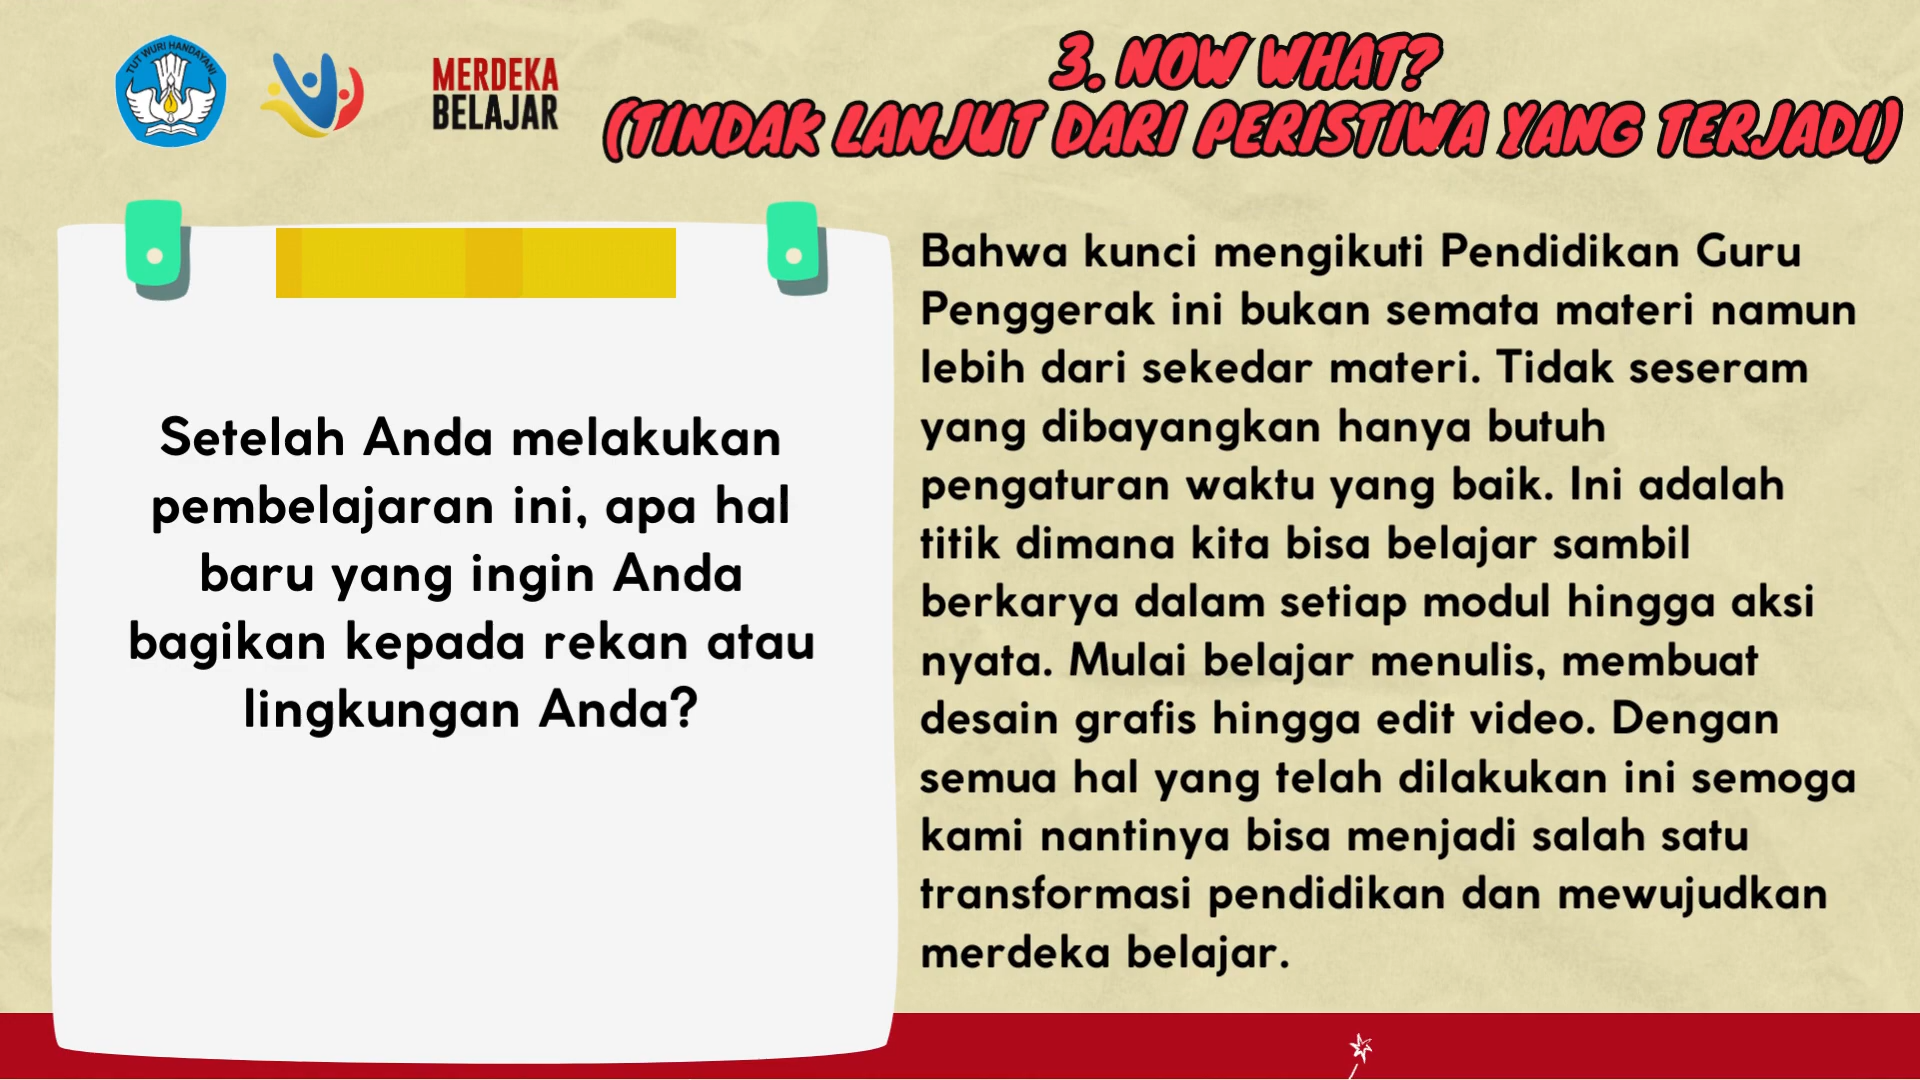 TUT WURI HANDAYANI
MERDEKA
BELAJAR
3. NOW WHAT?
(TINDAK LANJUT DARI PERISTIWA YANG TERJADI)
Setelah Anda melakukan
pembelajaran ini, apa hal
baru yang ingin Anda
bagikan kepada rekan atau
lingkungan Anda?
Bahwa kunci mengikuti Pendidikan Guru
Penggerak ini bukan semata materi namun
lebih dari sekedar materi. Tidak seseram
yang dibayangkan hanya butuh
pengaturan waktu yang baik. Ini adalah
titik dimana kita bisa belajar sambil
berkarya dalam setiap modul hingga aksi
nyata. Mulai belajar menulis, membuat
desain grafis hingga edit video. Dengan
semua hal yang telah dilakukan ini semoga
kami nantinya bisa menjadi salah satu
transformasi pendidikan dan mewujudkan
merdeka belajar.